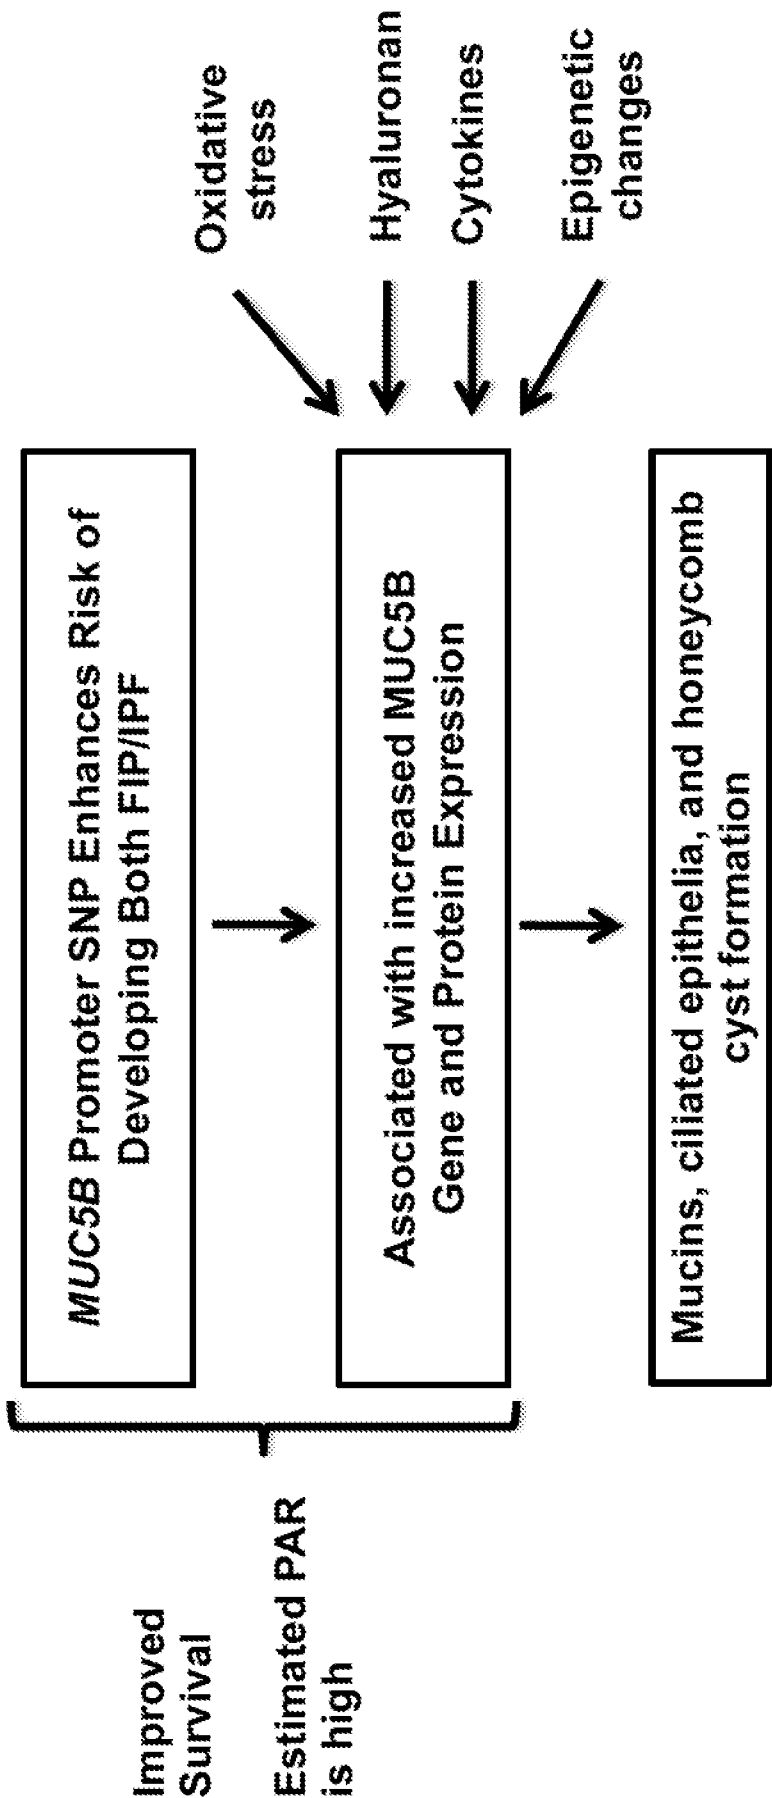 Improved
Survival
Estimated PAR
is high
MUC5B Promoter SNP Enhances Risk of
Developing Both FIP/IPF
Associated with increased MUC5B
Gene and Protein Expression
Mucins, ciliated epithelia, and honeycomb
cyst formation
Oxidative
stress
Hyaluronan
Cytokines
Epigenetic
changes